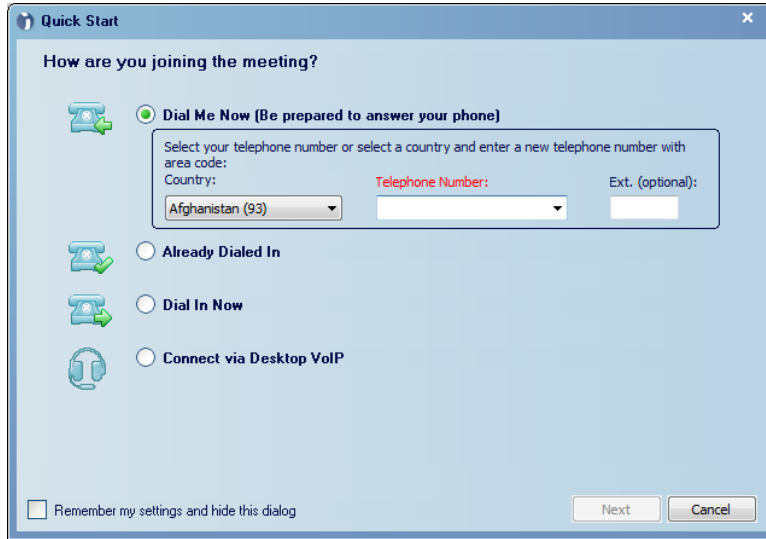 Quick Start
How are you joining the meeting?
Dial Me Now (Be prepared to answer your phone)
Select your telephone number or select a country and enter a new telephone number with
area code:
Country: Telephone Number: Ext. (optional):
Afghanistan (93)
Already Dialed In
Dial In Now
Connect via Desktop VoIP
Remember my settings and hide this dialog
Next Cancel